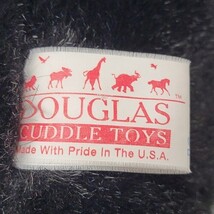 DOUGLAS
CUDDLE TOYS
Made With Pride In The U.S.A.